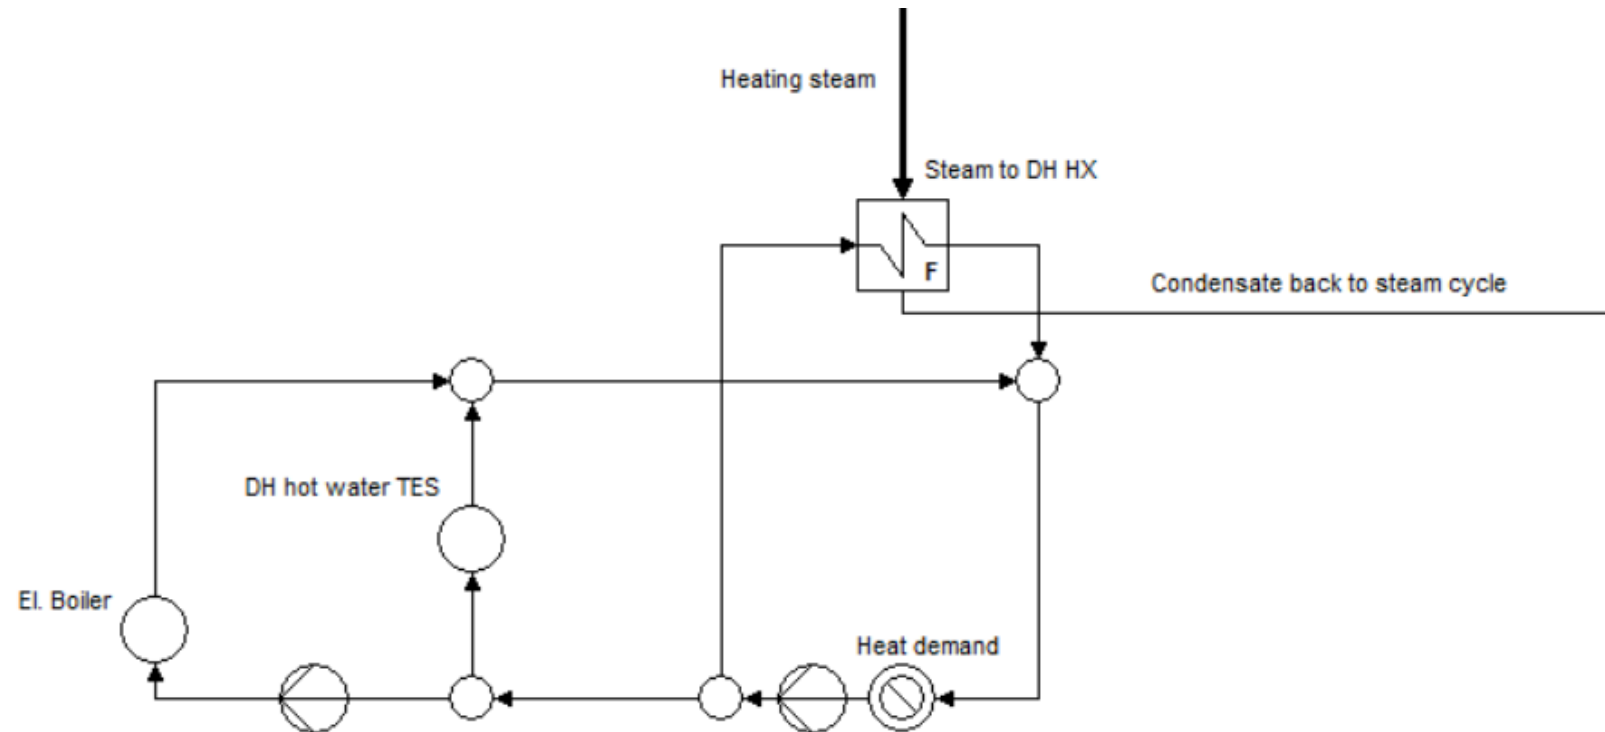 Heating steam
Steam to DH HX
F
Condensate back to steam cycle
DH hot water TES
El. Boiler
Heat demand